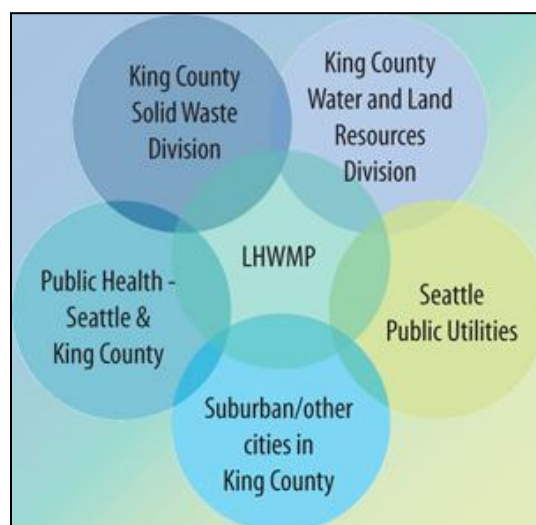 King County
Solid Waste
Division
King County
Water and Land
Resources
Division
LHWMP
Public Health -
Seattle &
King County
Seattle
Public Utilities
Suburban/other
cities in
King County